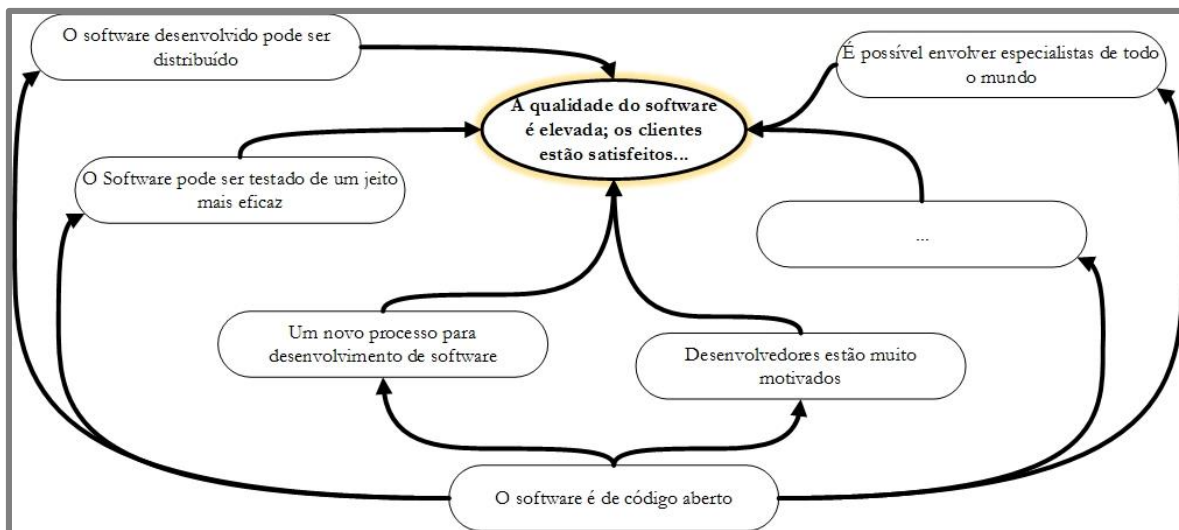 O software desenvolvido pode ser
distribuído
É possível envolver especialistas de todo
o mundo
A qualidade do software
é elevada; os clientes
estão satisfeitos...
O Software pode ser testado de um jeito
mais eficaz
...
Um novo processo para
desenvolvimento de software
Desenvolvedores estão muito
motivados
O software é de código aberto